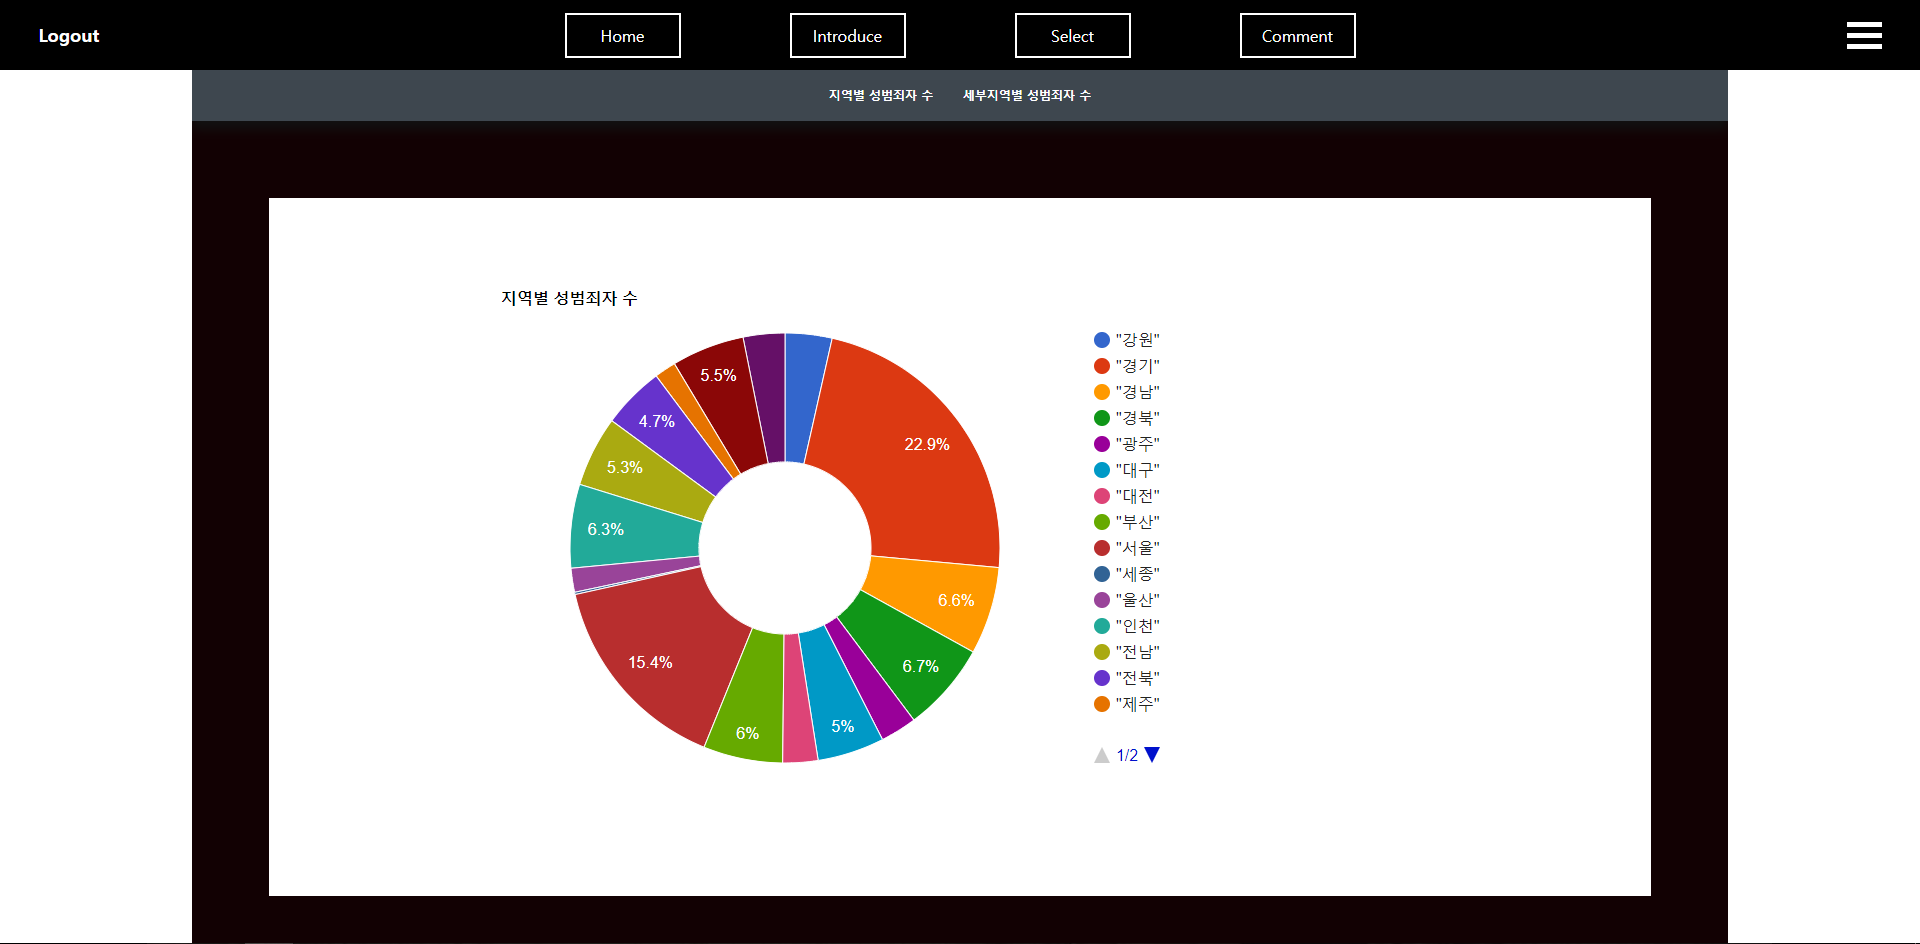 Logout
Home
Introduce
Select
Comment
지역별 성범죄자 수
세부지역별 성범죄자 수
지역별 성범죄자 수
5.5%
4.7%
22.9%
5.3%
6.3%
6.6%
15.4%
6.7%
6%
5%
"강원"
"경기"
"경남"
"경북"
"광주"
"대구"
"대전"
"부산"
"서울"
"세종"
"울산"
"인천"
"전남"
"전북"
"제주"
1/2